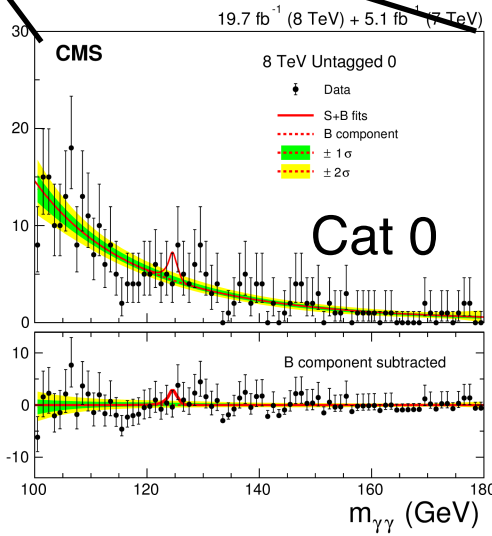 19.7 fb⁻¹ (8 TeV) + 5.1 fb⁻¹ (7 TeV)
30
CMS
8 TeV Untagged 0
Data
S+B fits
B component
± 1σ
± 2σ
20
10
Cat 0
0
B component subtracted
10
0
-10
100 120 140 160 180
mγγ (GeV)